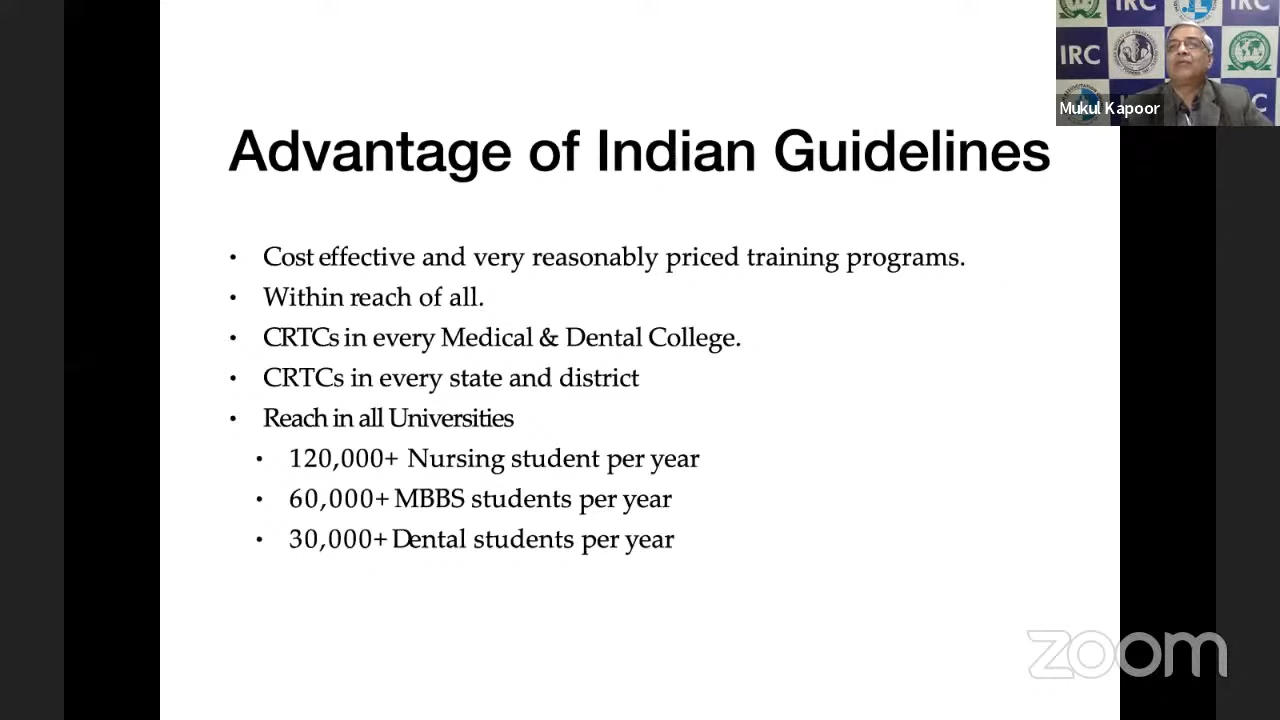 IRC
IRC
IRC
Mukul Kapoor
Advantage of Indian Guidelines
• Cost effective and very reasonably priced training programs.
• Within reach of all.
• CRTCs in every Medical & Dental College.
• CRTCs in every state and district
• Reach in all Universities
• 120,000+ Nursing student per year
• 60,000+ MBBS students per year
• 30,000+ Dental students per year
zoom